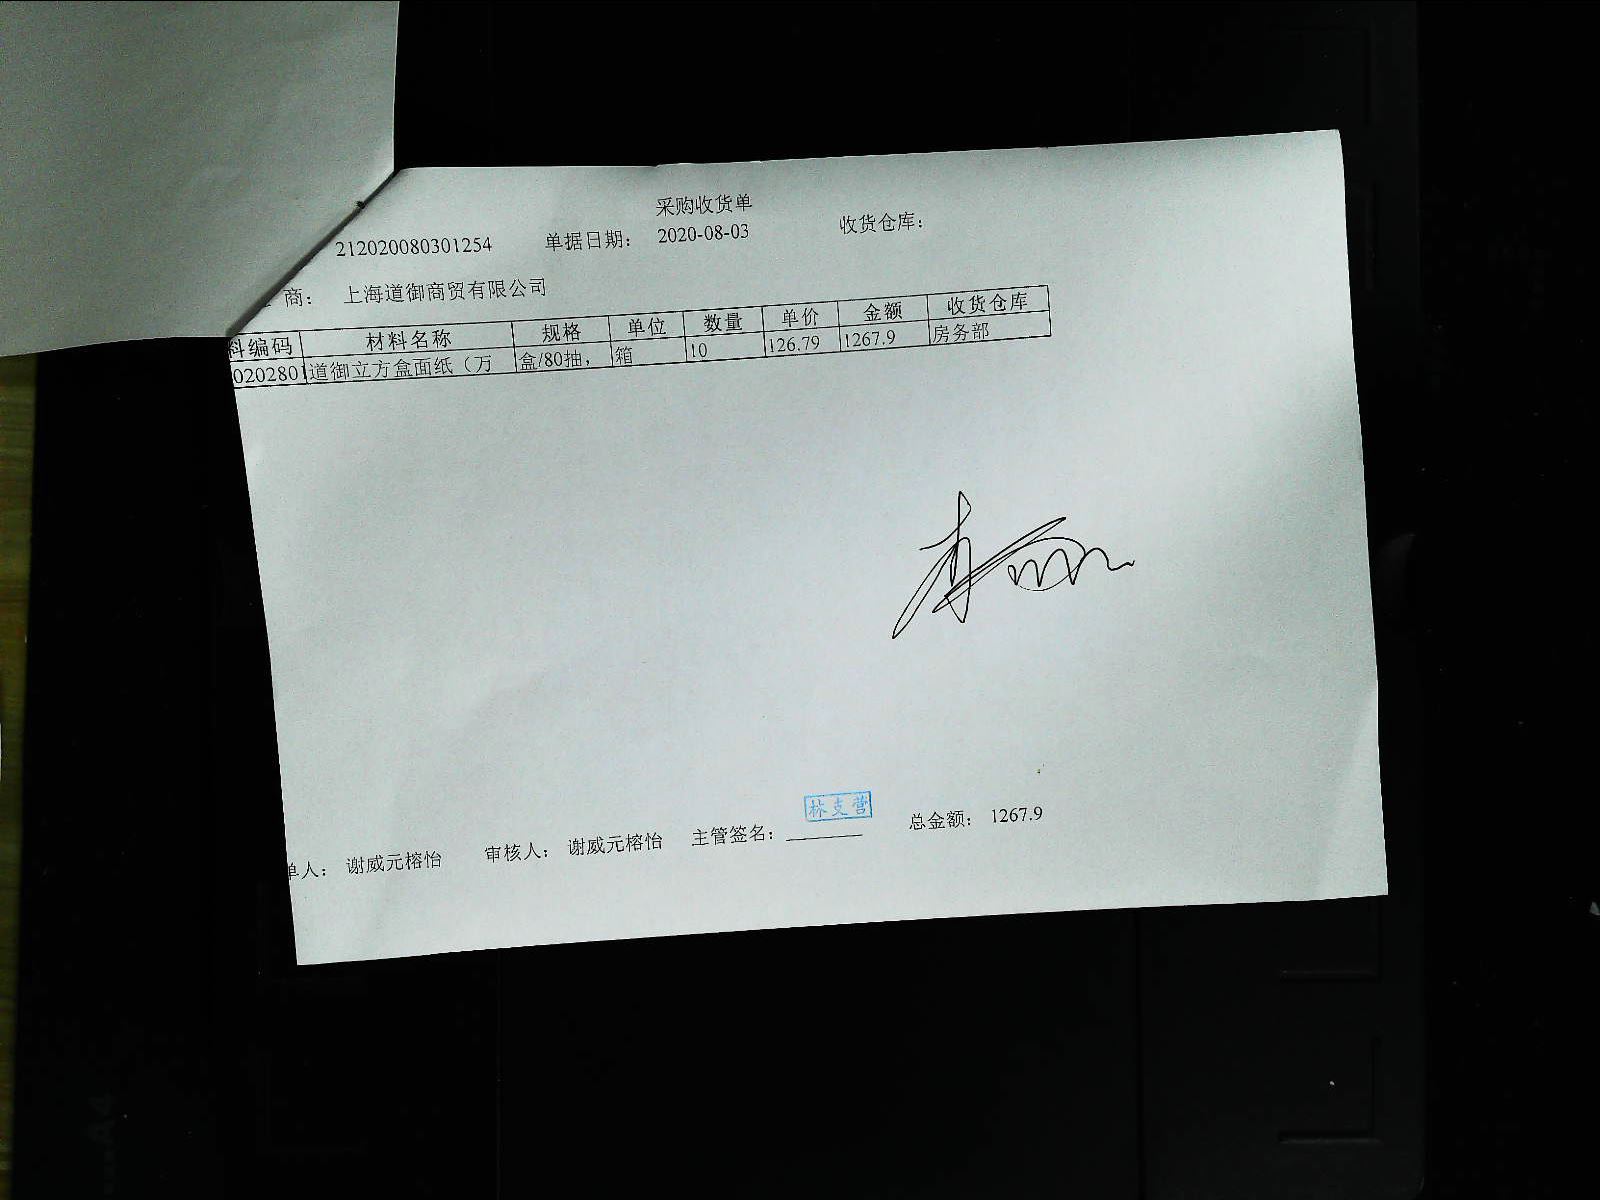 采购收货单
212020080301254 单据日期: 2020-08-03 收货仓库:
商: 上海道御商贸有限公司
料编码 材料名称 规格 单位 数量 单价 金额 收货仓库
0202801 道御立方盒面纸（万 盒/80抽, 箱 10 126.79 1267.9 房务部
林支营
单人: 谢威元榕怡 审核人: 谢威元榕怡 主管签名: 总金额: 1267.9
A4